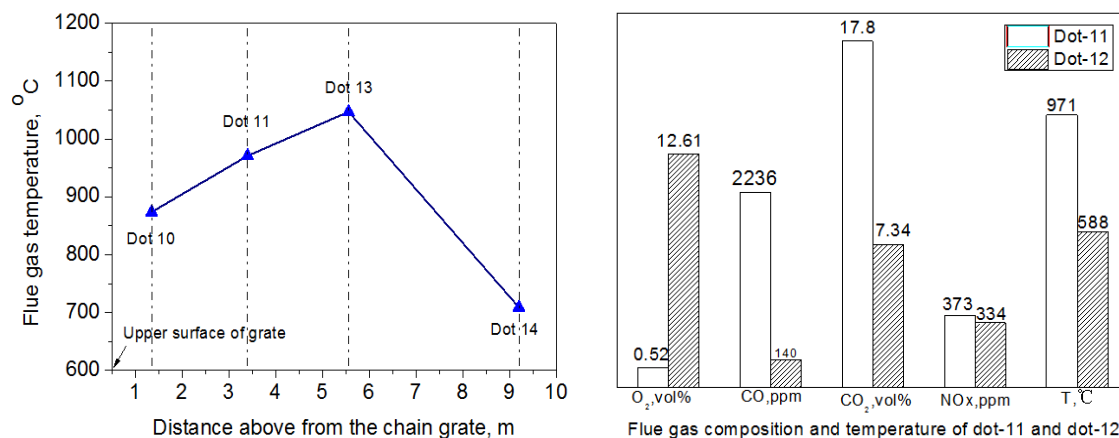 1200
1100
1000
900
800
700
600
Flue gas temperature, °C
Dot 10
Dot 11
Dot 13
Dot 14
Upper surface of grate
1 2 3 4 5 6 7 8 9 10
Distance above from the chain grate, m
Dot-11
Dot-12
0.52
12.61
2236
140
17.8
7.34
373
334
971
588
O2,vol%
CO,ppm
CO2,vol%
NOx,ppm
T,℃
Flue gas composition and temperature of dot-11 and dot-12